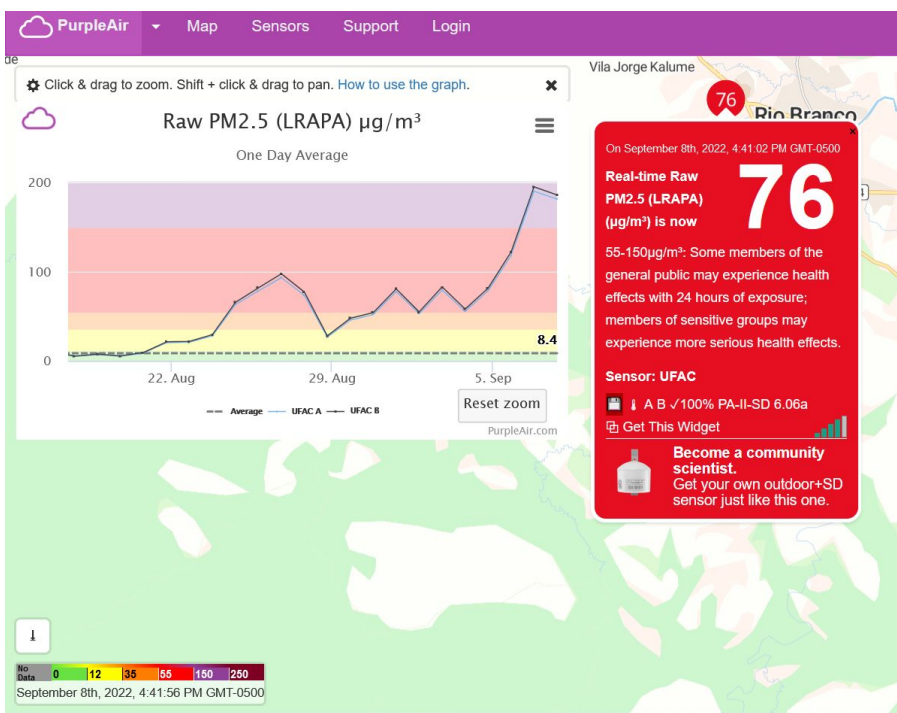 PurpleAir Map Sensors Support Login
de
Click & drag to zoom. Shift + click & drag to pan. How to use the graph.
Vila Jorge Kalume
76
Rio Branco
Raw PM2.5 (LRAPA) µg/m³
One Day Average
200
100
0
8.4
22. Aug 29. Aug 5. Sep
Average UFAC A UFAC B
Reset zoom
PurpleAir.com
On September 8th, 2022, 4:41:02 PM GMT-0500
Real-time Raw
PM2.5 (LRAPA)
(µg/m³) is now
76
55-150µg/m³: Some members of the
general public may experience health
effects with 24 hours of exposure;
members of sensitive groups may
experience more serious health effects.
Sensor: UFAC
A B ✓100% PA-II-SD 6.06a
Get This Widget
Become a community
scientist.
Get your own outdoor+SD
sensor just like this one.
4
No
Data 0 12 35 55 150 250
September 8th, 2022, 4:41:56 PM GMT-0500